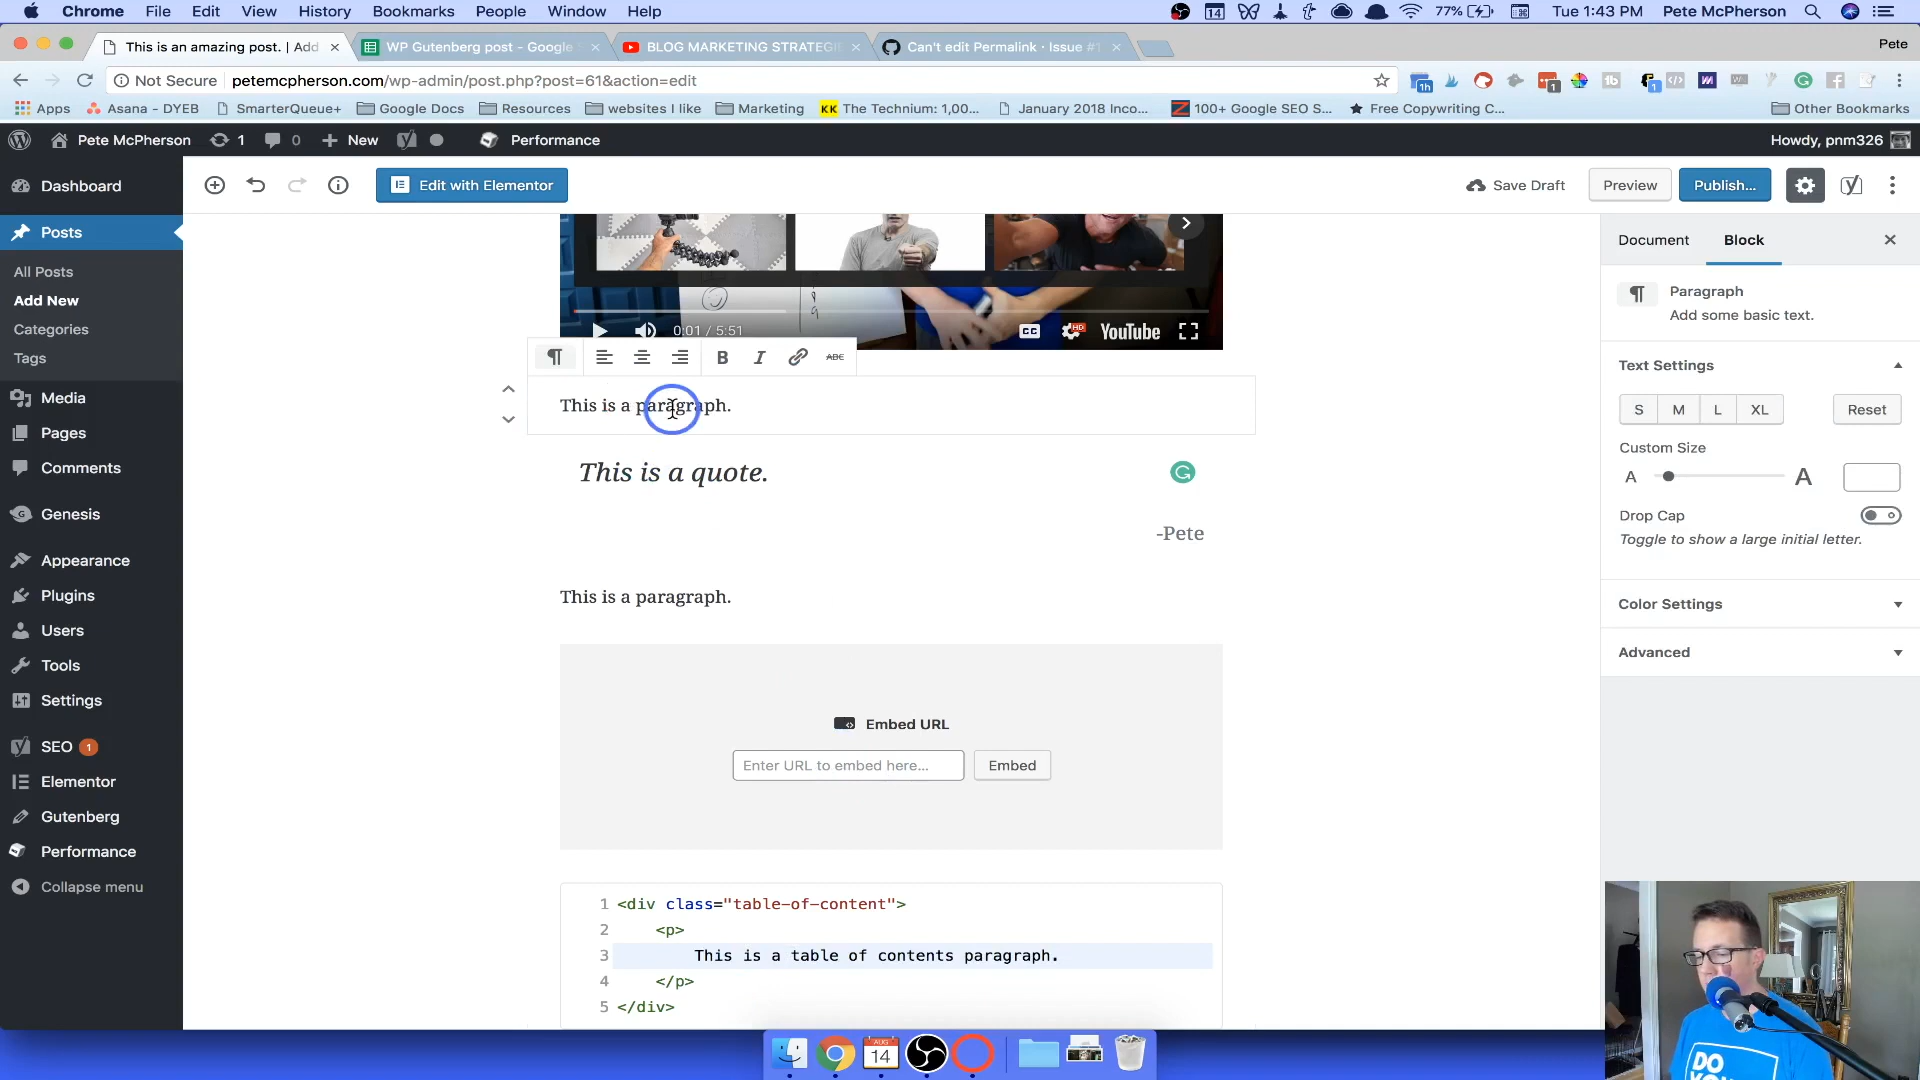 Chrome File Edit View History Bookmarks People Window Help 14 77% Tue 1:43 PM Pete McPherson
This is an amazing post. | Add WP Gutenberg post - Google BLOG MARKETING STRATEGI Can't edit Permalink · Issue #1 Pete
Not Secure petemcpherson.com/wp-admin/post.php?post=61&action=edit
Apps Asana - DYEB SmarterQueue+ Google Docs Resources websites I like Marketing KK The Technium: 1,00... January 2018 Inco... 100+ Google SEO S... Free Copywriting C... Other Bookmarks
Pete McPherson 1 0 New Performance Howdy, pnm326
Edit with Elementor Save Draft Preview Publish...
Dashboard
Posts
All Posts
Add New
Categories
Tags
Media
Pages
Comments
Genesis
Appearance
Plugins
Users
Tools
Settings
SEO 1
Elementor
Gutenberg
Performance
Collapse menu
0:01 / 5:51 CC HD YouTube
B I ABC
This is a paragraph.
This is a quote.
-Pete
This is a paragraph.
Embed URL
Enter URL to embed here... Embed
1 <div class="table-of-content">
2 <p>
3 This is a table of contents paragraph.
4 </p>
5 </div>
Document Block
Paragraph
Add some basic text.
Text Settings
S M L XL Reset
Custom Size
A A
Drop Cap
Toggle to show a large initial letter.
Color Settings
Advanced
AUG
14
DO